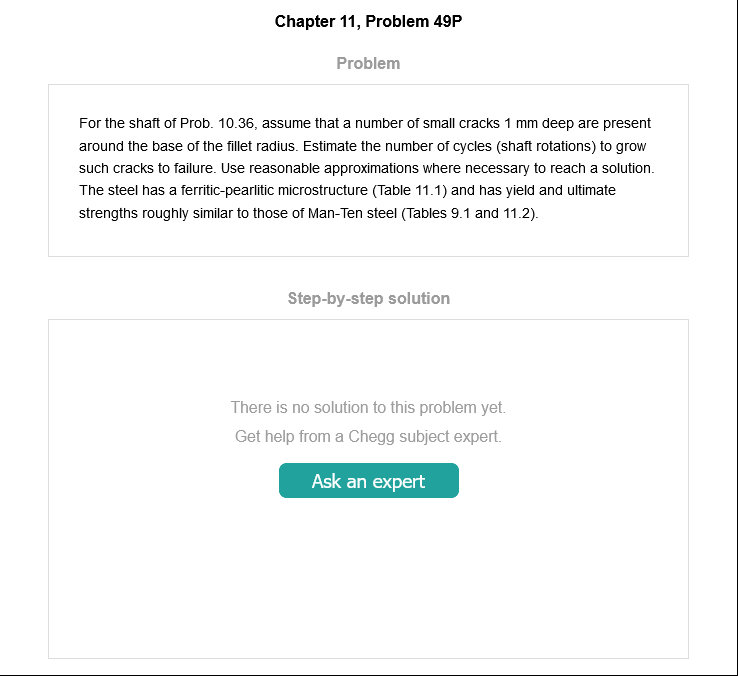 Chapter 11, Problem 49P
Problem
For the shaft of Prob. 10.36, assume that a number of small cracks 1 mm deep are present
around the base of the fillet radius. Estimate the number of cycles (shaft rotations) to grow
such cracks to failure. Use reasonable approximations where necessary to reach a solution.
The steel has a ferritic-pearlitic microstructure (Table 11.1) and has yield and ultimate
strengths roughly similar to those of Man-Ten steel (Tables 9.1 and 11.2).
Step-by-step solution
There is no solution to this problem yet.
Get help from a Chegg subject expert.
Ask an expert